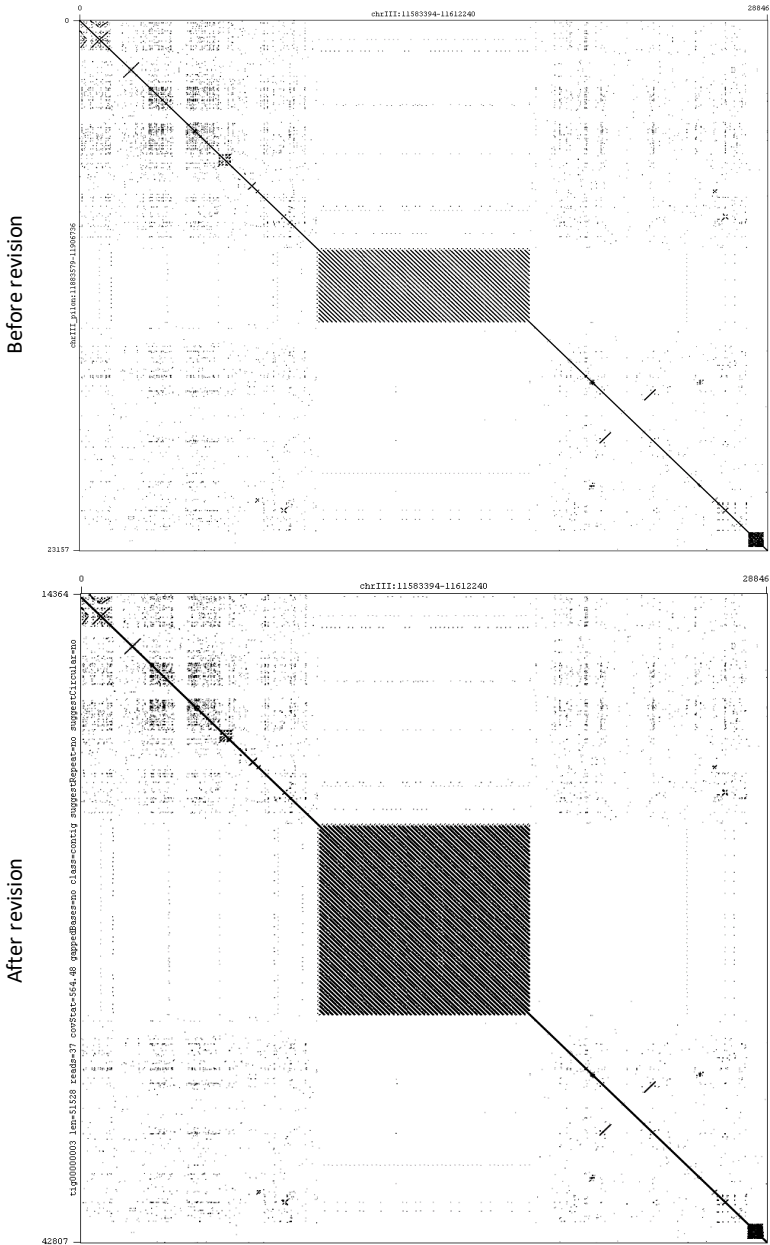 chrIII:11583394-11612240
0
28846
Before revision
chrIII_pilon:11883579-11906736
23157
chrIII:11583394-11612240
0
28846
14364
After revision
tig00000003 len=51528 reads=37 covStat=564.48 gappedBases=no class=contig suggestRepeat=no suggestCircular=no
42807